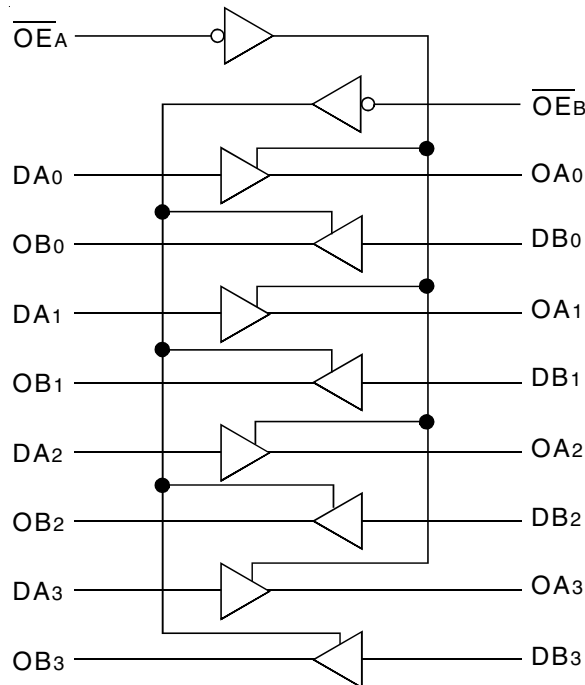 OEA
OEB
DA0 OA0
OB0 DB0
DA1 OA1
OB1 DB1
DA2 OA2
OB2 DB2
DA3 OA3
OB3 DB3